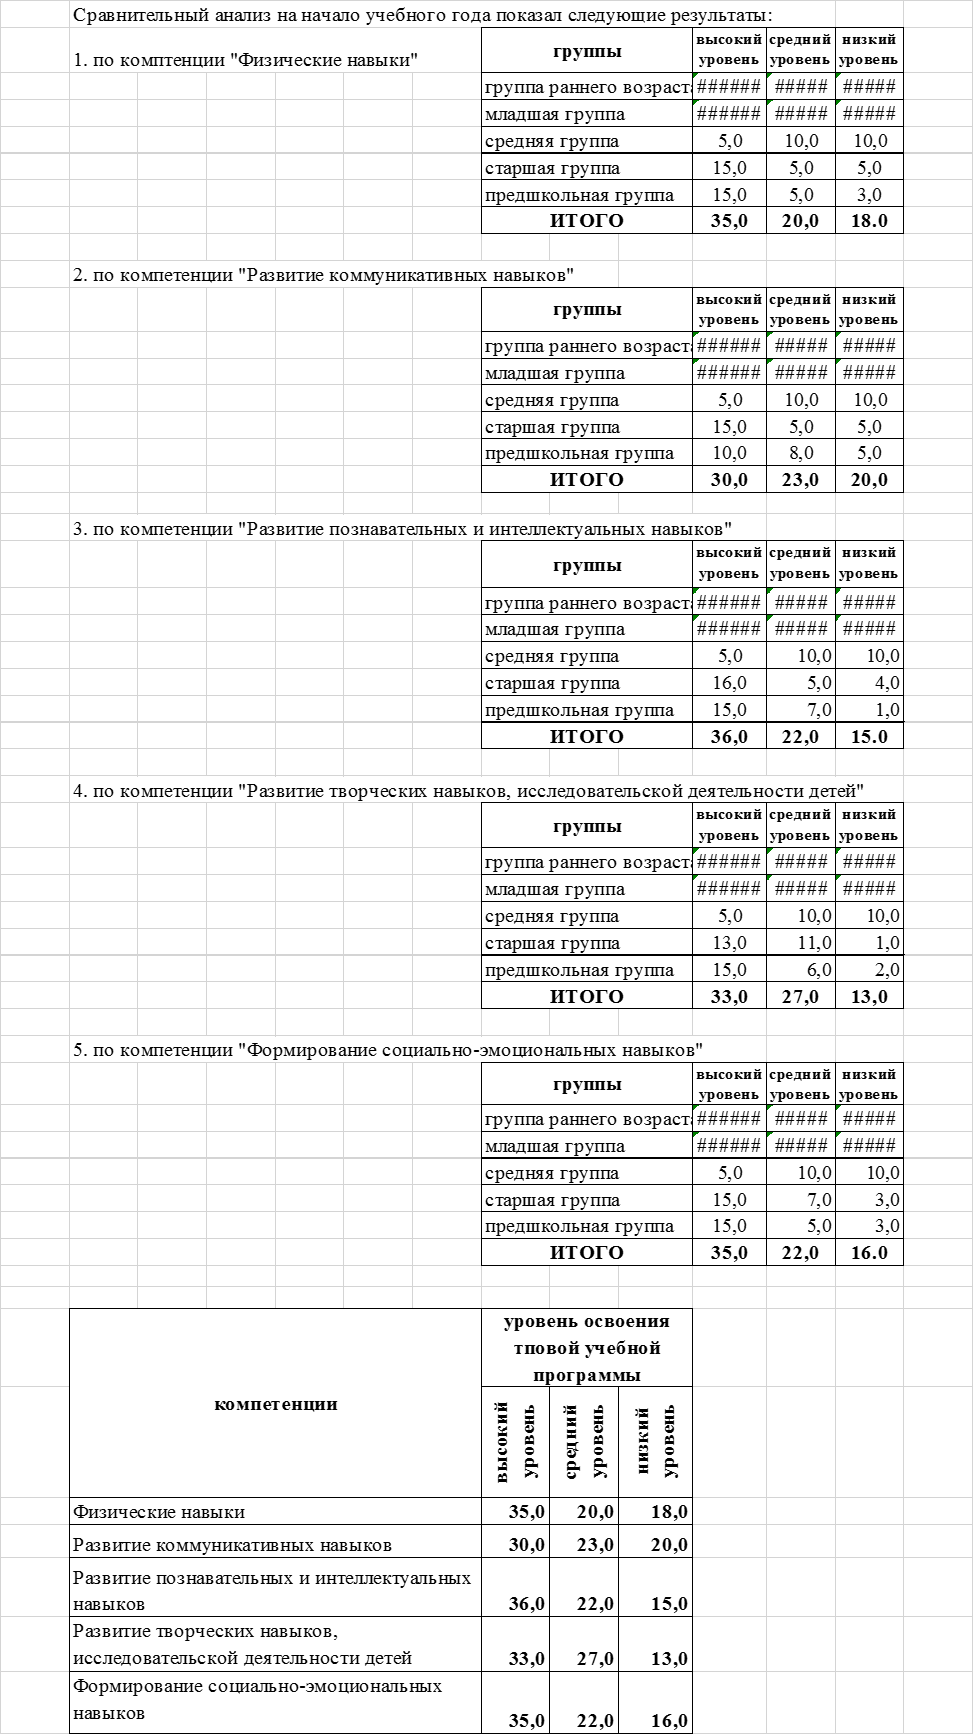 Сравнительный анализ на начало учебного года показал следующие результаты:
1. по комптенции "Физические навыки"
группы высокий уровень средний уровень низкий уровень
группа раннего возраста ###### ##### #####
младшая группа ###### ##### #####
средняя группа 5,0 10,0 10,0
старшая группа 15,0 5,0 5,0
предшкольная группа 15,0 5,0 3,0
ИТОГО 35,0 20,0 18.0
2. по компетенции "Развитие коммуникативных навыков"
группы высокий уровень средний уровень низкий уровень
группа раннего возраста ###### ##### #####
младшая группа ###### ##### #####
средняя группа 5,0 10,0 10,0
старшая группа 15,0 5,0 5,0
предшкольная группа 10,0 8,0 5,0
ИТОГО 30,0 23,0 20,0
3. по компетенции "Развитие познавательных и интеллектуальных навыков"
группы высокий уровень средний уровень низкий уровень
группа раннего возраста ###### ##### #####
младшая группа ###### ##### #####
средняя группа 5,0 10,0 10,0
старшая группа 16,0 5,0 4,0
предшкольная группа 15,0 7,0 1,0
ИТОГО 36,0 22,0 15.0
4. по компетенции "Развитие творческих навыков, исследовательской деятельности детей"
группы высокий уровень средний уровень низкий уровень
группа раннего возраста ###### ##### #####
младшая группа ###### ##### #####
средняя группа 5,0 10,0 10,0
старшая группа 13,0 11,0 1,0
предшкольная группа 15,0 6,0 2,0
ИТОГО 33,0 27,0 13,0
5. по компетенции "Формирование социально-эмоциональных навыков"
группы высокий уровень средний уровень низкий уровень
группа раннего возраста ###### ##### #####
младшая группа ###### ##### #####
средняя группа 5,0 10,0 10,0
старшая группа 15,0 7,0 3,0
предшкольная группа 15,0 5,0 3,0
ИТОГО 35,0 22,0 16.0
компетенции
уровень освоения
тповой учебной
программы
высокий уровень средний уровень низкий уровень
Физические навыки 35,0 20,0 18,0
Развитие коммуникативных навыков 30,0 23,0 20,0
Развитие познавательных и интеллектуальных
навыков 36,0 22,0 15,0
Развитие творческих навыков,
исследовательской деятельности детей 33,0 27,0 13,0
Формирование социально-эмоциональных
навыков 35,0 22,0 16,0